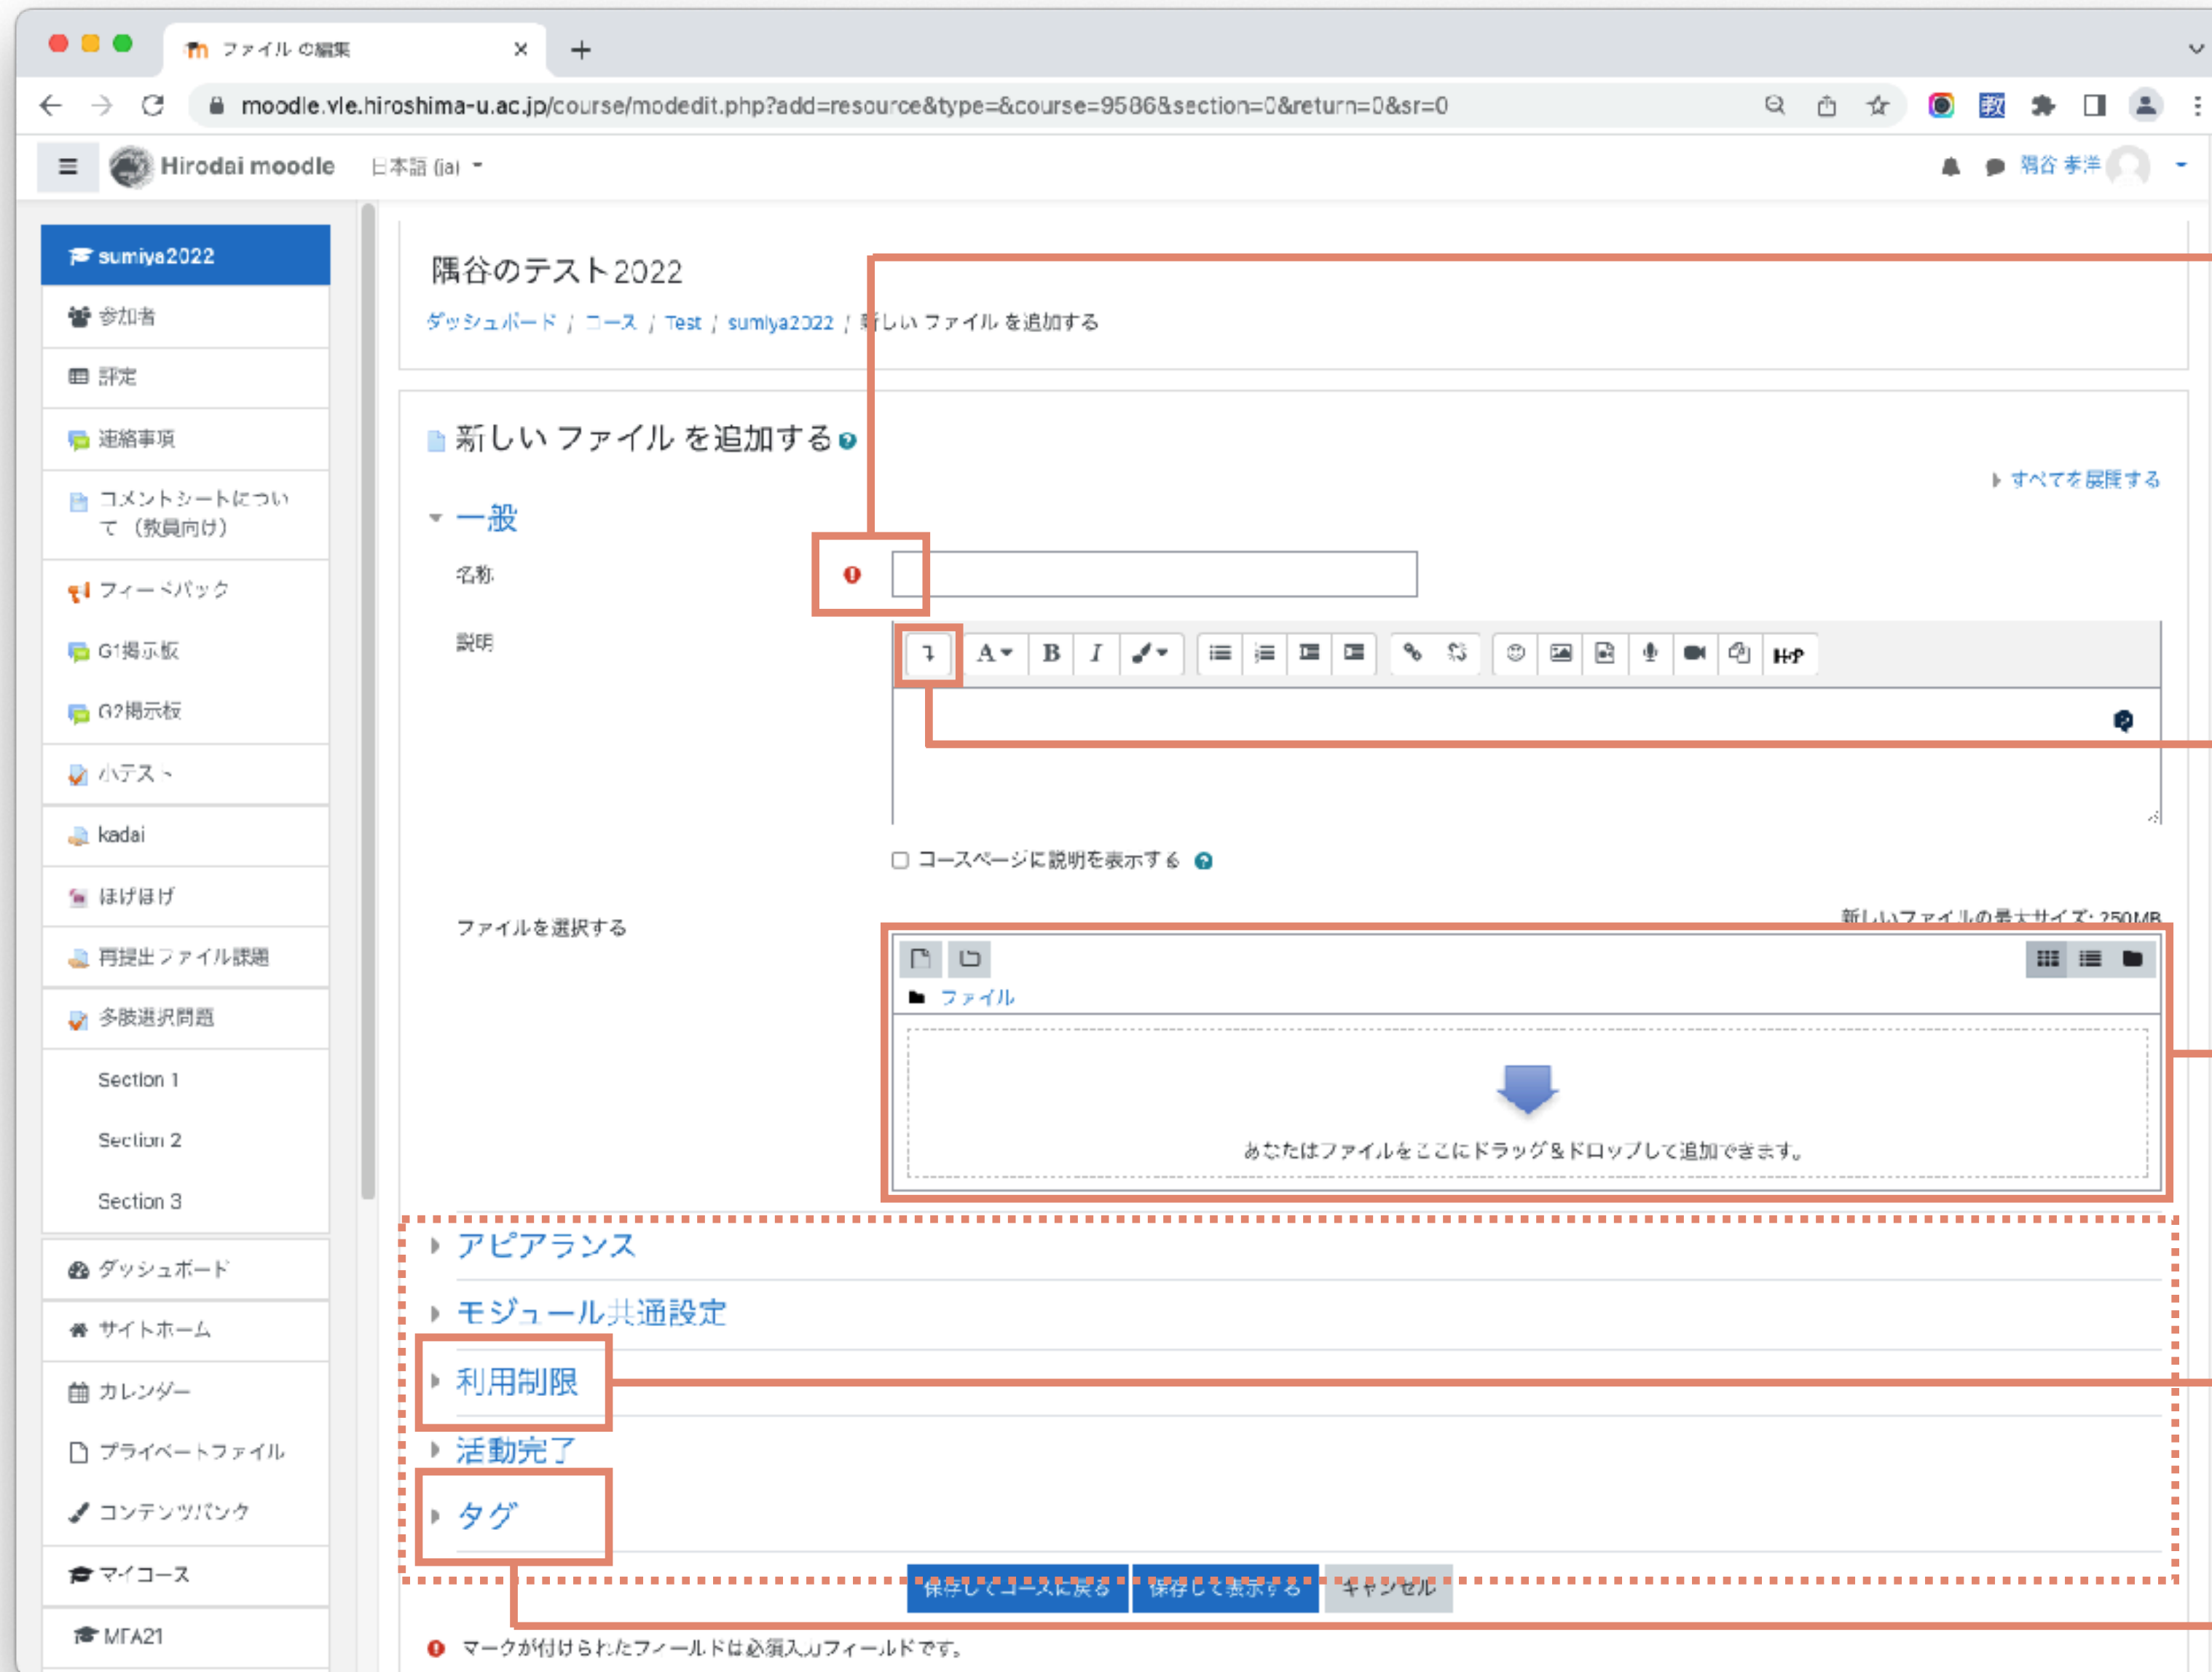 ファイル の編集
moodle.vle.hiroshima-u.ac.jp/course/modedit.php?add=resource&type=&course=9586&section=0&return=0&sr=0
教
Hirodai moodle 日本語 (ja)
隅谷 孝洋
sumiya2022
参加者
評定
連絡事項
コメントシートについ
て （教員向け）
フィードバック
G1掲示板
G2掲示板
小テスト
kadai
ほげほげ
再提出ファイル課題
多肢選択問題
Section 1
Section 2
Section 3
ダッシュボード
サイトホーム
カレンダー
プライベートファイル
コンテンツバンク
マイコース
MFA21
隅谷のテスト2022
ダッシュボード / コース / Test / sumiya2022 / 新しい ファイル を追加する
新しい ファイル を追加する
すべてを展開する
一般
名称
説明
A B I H5P
コースページに説明を表示する
ファイルを選択する
新しいファイルの最大サイズ: 250MB
ファイル
あなたはファイルをここにドラッグ＆ドロップして追加できます。
アピアランス
モジュール共通設定
利用制限
活動完了
タグ
保存してコースに戻る 保存して表示する キャンセル
マークが付けられたフィールドは必須入力フィールドです。